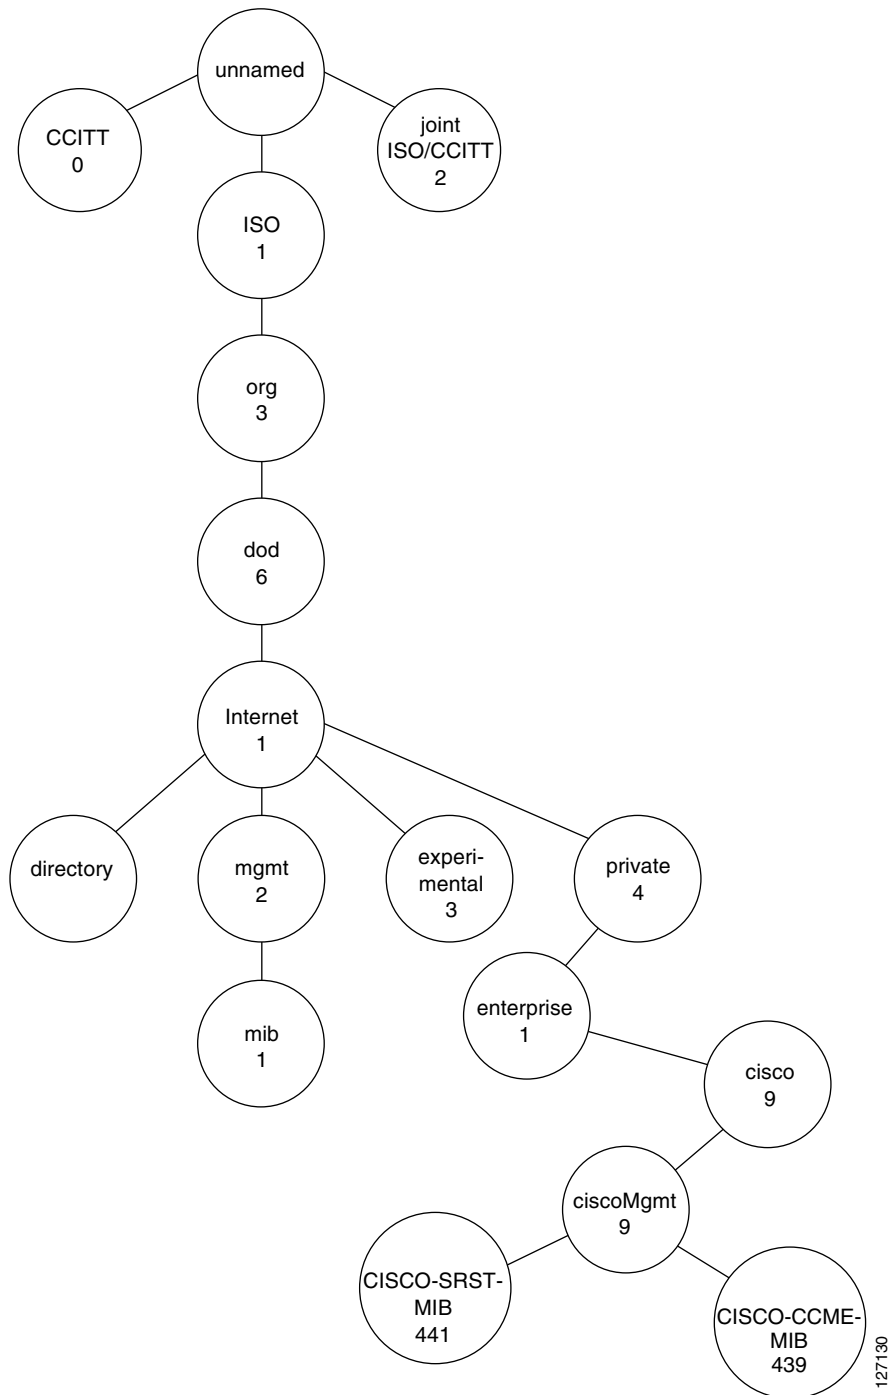 unnamed
CCITT
0
joint
ISO/CCITT
2
ISO
1
org
3
dod
6
Internet
1
directory
mgmt
2
experi-
mental
3
private
4
mib
1
enterprise
1
cisco
9
ciscoMgmt
9
CISCO-SRST-
MIB
441
CISCO-CCME-
MIB
439
127130